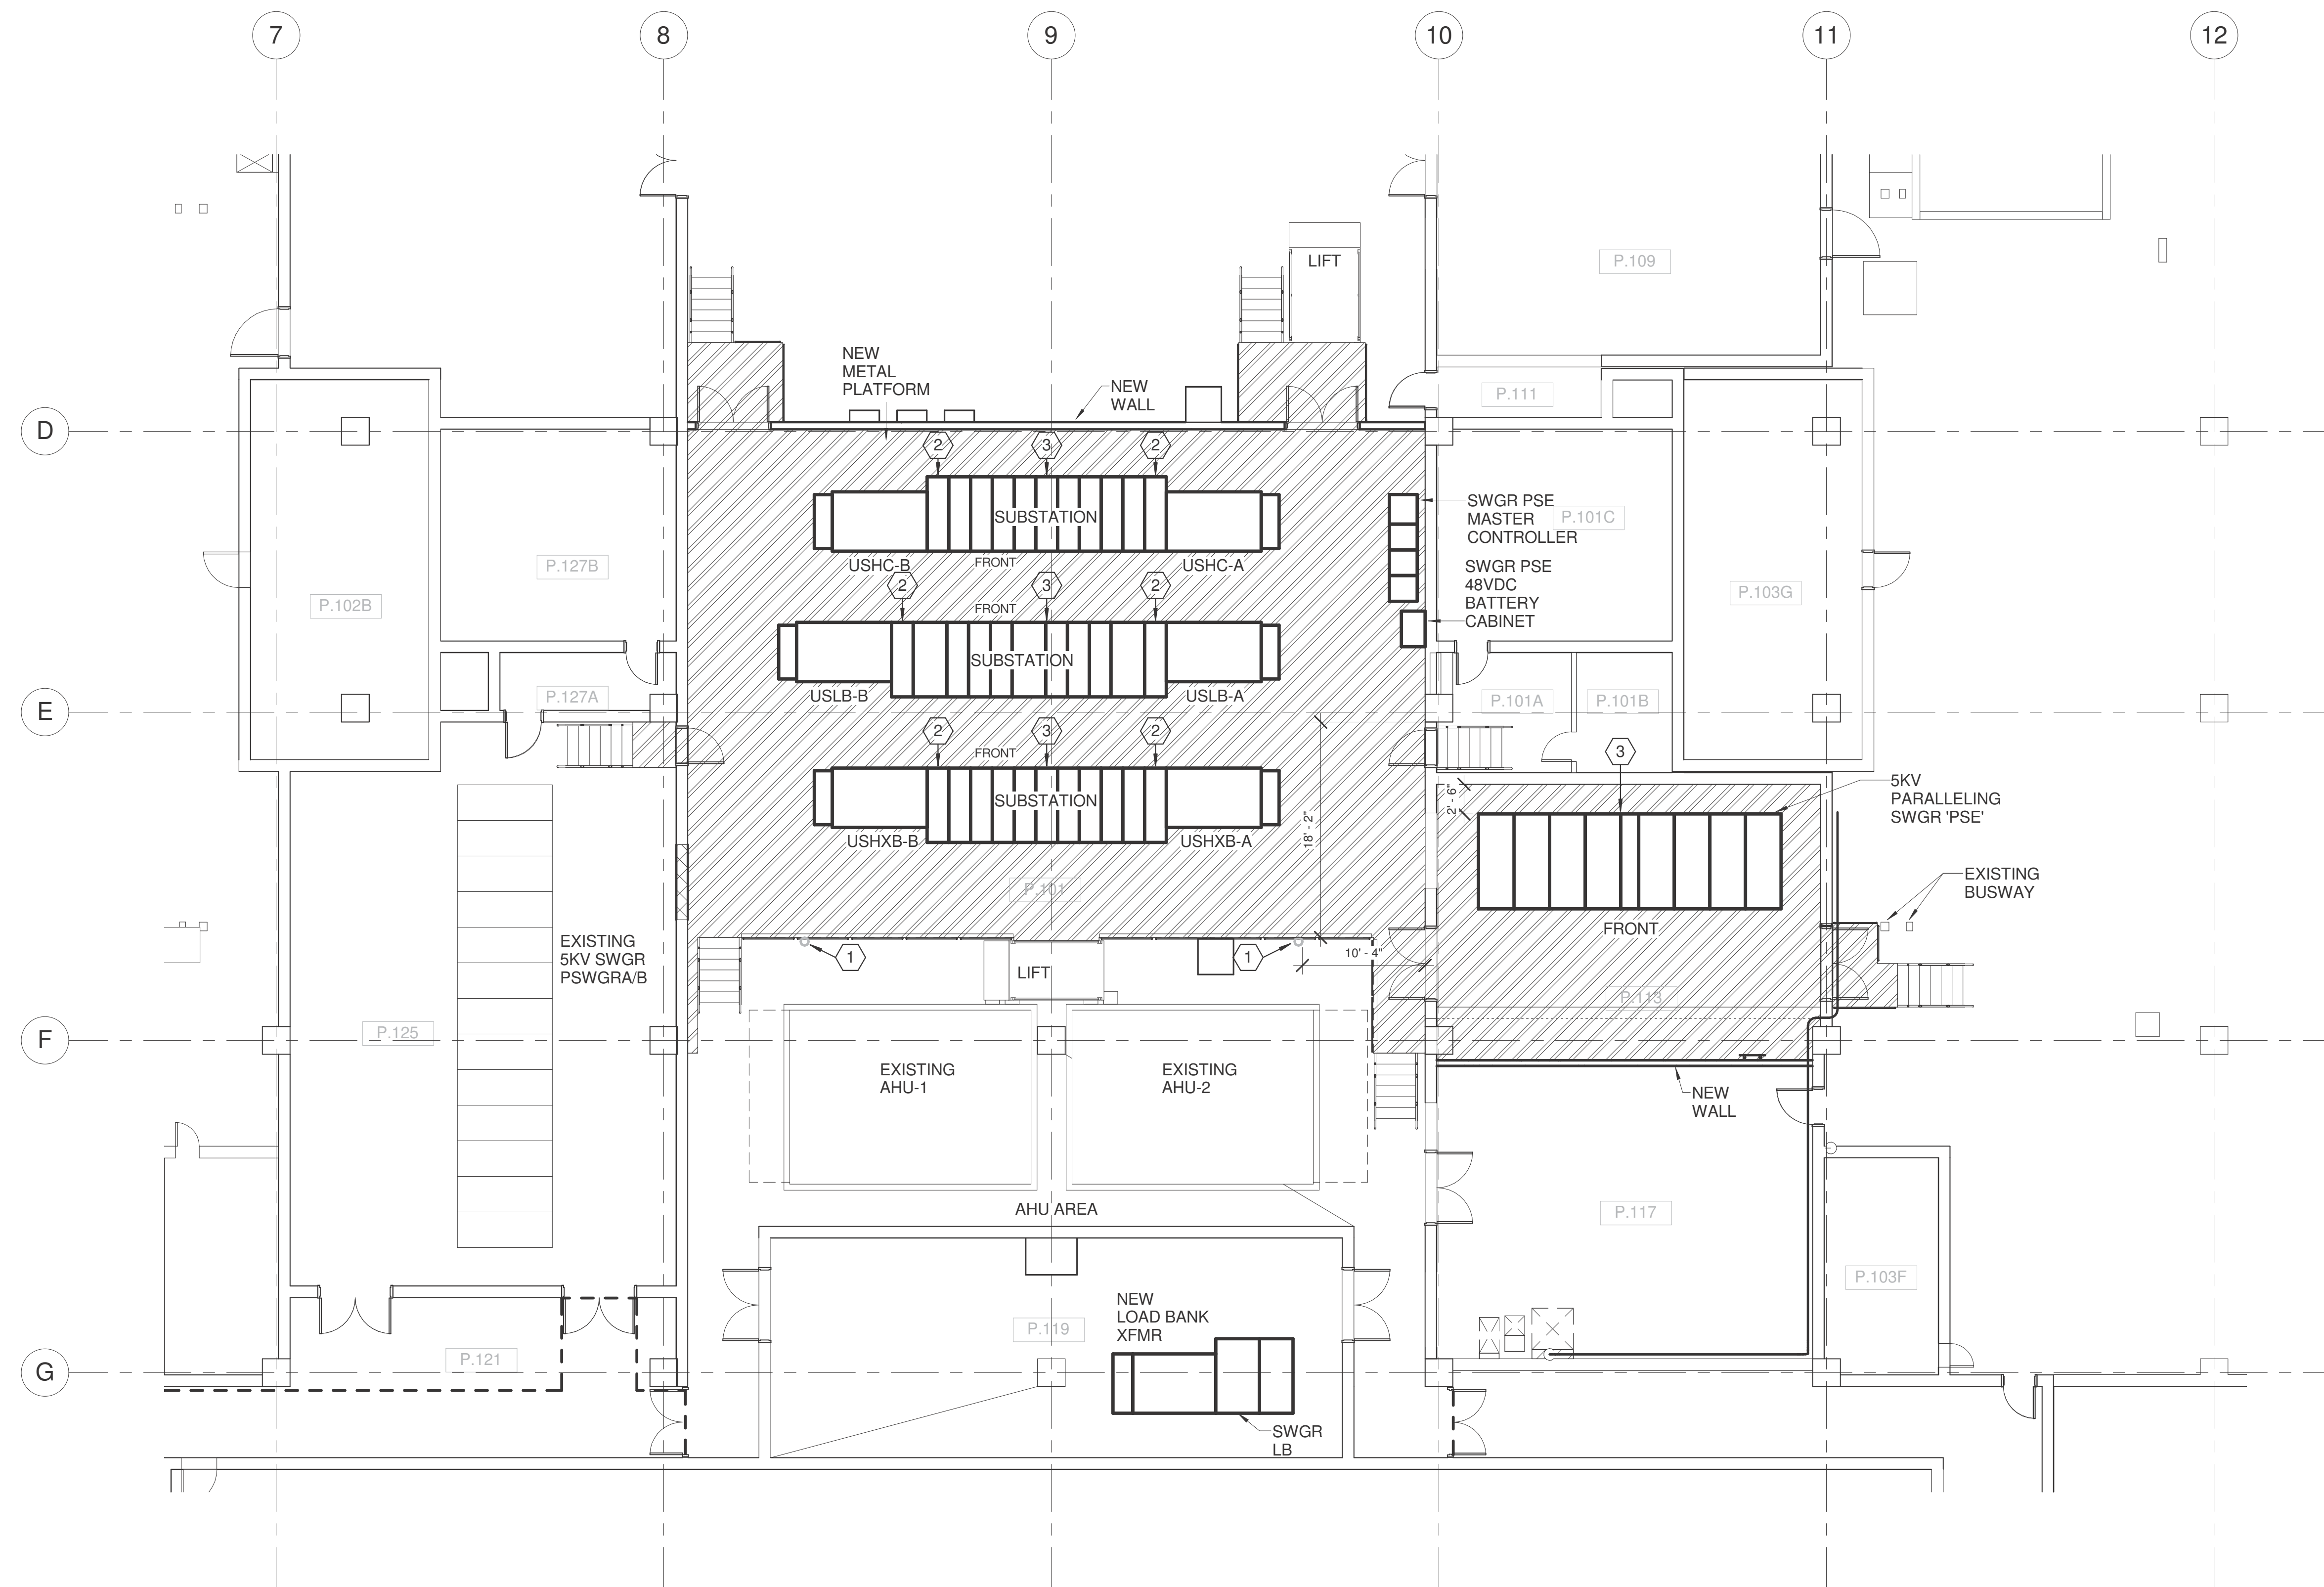 7
8
9
10
11
12
LIFT
P.109
NEW
METAL
PLATFORM
NEW
WALL
P.111
D
2
3
2
SUBSTATION
SWGR PSE
MASTER
CONTROLLER
P.101C
USHC-B
FRONT
USHC-A
P.127B
P.102B
SWGR PSE
48VDC
BATTERY
CABINET
P.103G
2
3
2
FRONT
SUBSTATION
USLB-B
USLB-A
P.127A
P.101A
P.101B
E
2
3
2
FRONT
3
SUBSTATION
USHXB-B
USHXB-A
18' - 2"
2' - 6"
5KV
PARALLELING
SWGR 'PSE'
P.101
EXISTING
BUSWAY
FRONT
EXISTING
5KV SWGR
PSWGRA/B
1
1
10' - 4"
LIFT
P.113
P.125
F
EXISTING
AHU-1
EXISTING
AHU-2
NEW
WALL
AHU AREA
P.117
P.103F
NEW
LOAD BANK
XFMR
P.119
P.121
G
SWGR
LB